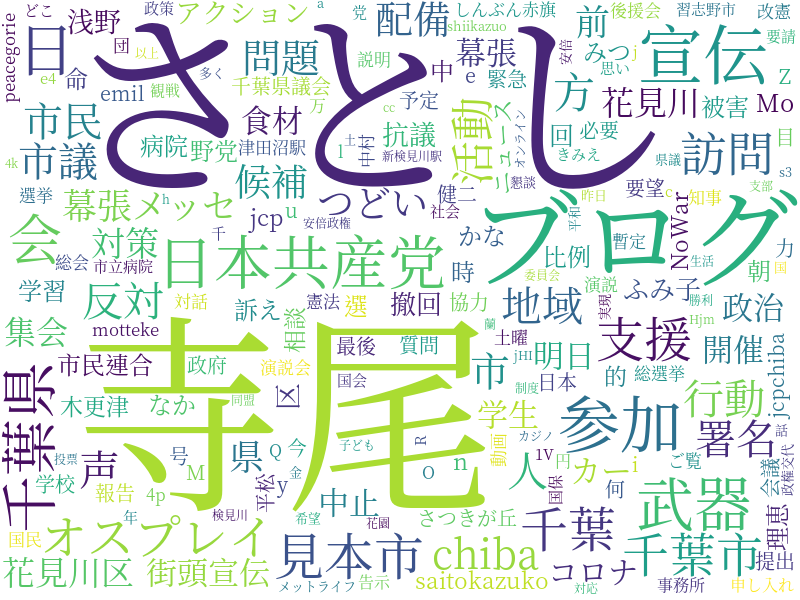 さとし
寺尾
ブログ
日本共産党
参加
宣伝
武器
活動
支援
訪問
千葉県
オスプレイ
見本市
千葉
千葉市
chiba
日
会
市民
市議
候補
幕張メッセ
つどい
反対
対策
集会
声
問題
配備
幕張
浅野
前
方
花見川
地域
署名
行動
市
人
県
区
街頭宣伝
花見川区
中止
コロナ
カー
学生
明日
開催
政治
アクション
食材
抗議
野党
病院
津田沼駅
命
emil
jcp
学習
訴え
相談
選
撤回
協力
最後
質問
かな
時
比例
ふみ子
NoWar
Mo
Z
被害
必要
みつ
緊急
しんぶん赤旗
shiikazuo
ニュース
peacegorie
政策
どこ
団
以上
観戦
多く
千葉県議会
説明
予定
中
e
回
健二
中村
新検見川駅
懇談
オンライン
きみえ
要望
社会
後援会
習志野市
改憲
要請
思い
安倍
党
目
県議
s3
支部
知事
昨日
平和
暫定
力
朝
国
生活
勝利
Hjm
実現
演説
総選挙
的
日本
土曜
jHI
制度
蘭
委員会
国会
憲法
安倍政権
市立病院
総会
選挙
motteke
対話
政府
演説会
同盟
市民連合
木更津
なか
号
M
Q
今
金
子ども
R
O
n
y
i
動画
カジノ
1V
円
国保
ご覧
会議
政権交代
話
jcpchiba
理恵
提出
申し入れ
事務所
何
さつきが丘
saitokazuko
メットライフ
告示
花園
希望
検見川
平松
4p
報告
学校
投票
国民
年
対応
万
千
土
cc
e4
4k